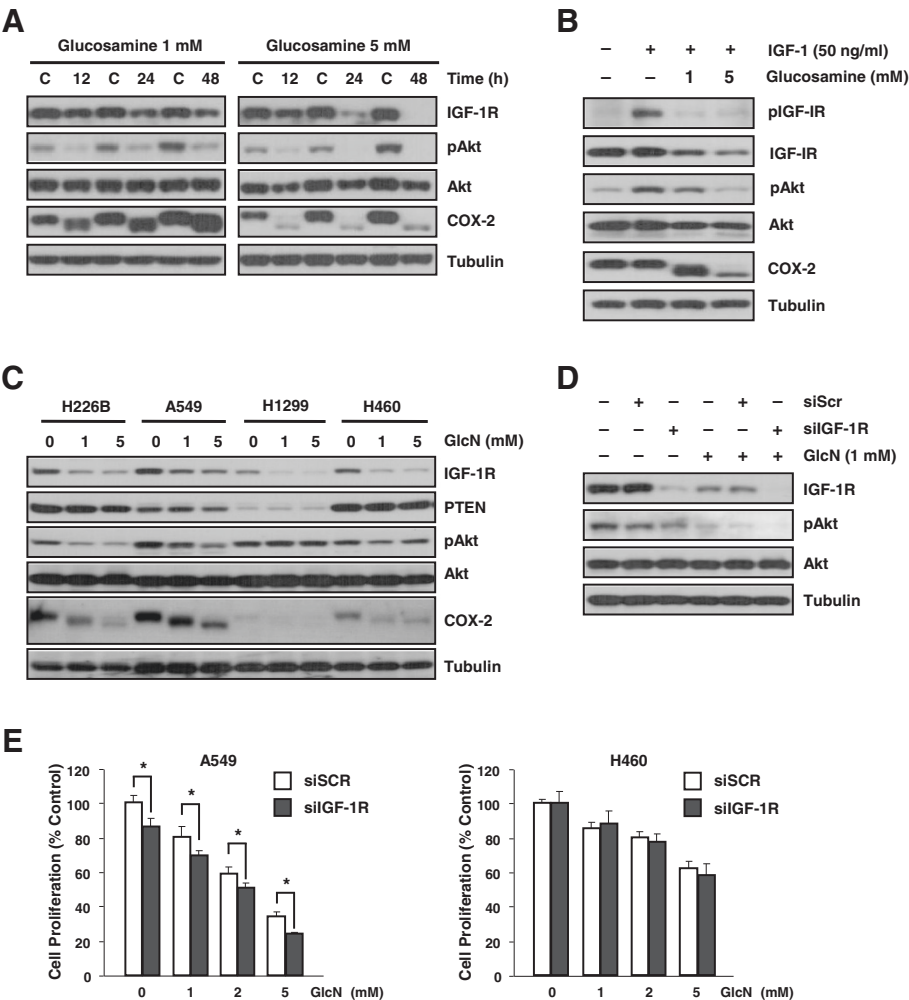 A
Glucosamine 1 mM
Glucosamine 5 mM
C 12 C 24 C 48
C 12 C 24 C 48
Time (h)
IGF-1R
pAkt
Akt
COX-2
Tubulin
B
– + + +
IGF-1 (50 ng/ml)
– – 1 5
Glucosamine (mM)
pIGF-IR
IGF-IR
pAkt
Akt
COX-2
Tubulin
C
H226B A549 H1299 H460
0 1 5 0 1 5 0 1 5 0 1 5
GlcN (mM)
IGF-1R
PTEN
pAkt
Akt
COX-2
Tubulin
D
– + – – + –
siScr
– – + – – +
siIGF-1R
– – – + + +
GlcN (1 mM)
IGF-1R
pAkt
Akt
Tubulin
E
A549
siSCR
siIGF-1R
Cell Proliferation (% Control)
120
100
80
60
40
20
0
* * * *
0 1 2 5 GlcN (mM)
H460
siSCR
siIGF-1R
Cell Proliferation (% Control)
120
100
80
60
40
20
0
0 1 2 5 GlcN (mM)